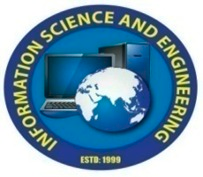 INFORMATION SCIENCE AND ENGINEERING
ESTD: 1999